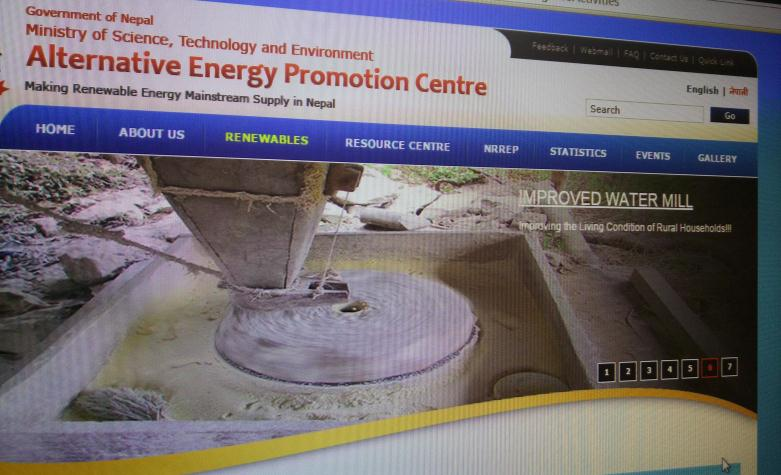 Activities
Government of Nepal
Ministry of Science, Technology and Environment
Alternative Energy Promotion Centre
Making Renewable Energy Mainstream Supply in Nepal
Feedback | Webmail | FAQ | Contact Us | Quick Link
English | नेपाली
Search Go
HOME ABOUT US RENEWABLES RESOURCE CENTRE NRREP STATISTICS EVENTS GALLERY
IMPROVED WATER MILL
Improving the Living Condition of Rural Households!!!
1 2 3 4 5 6 7